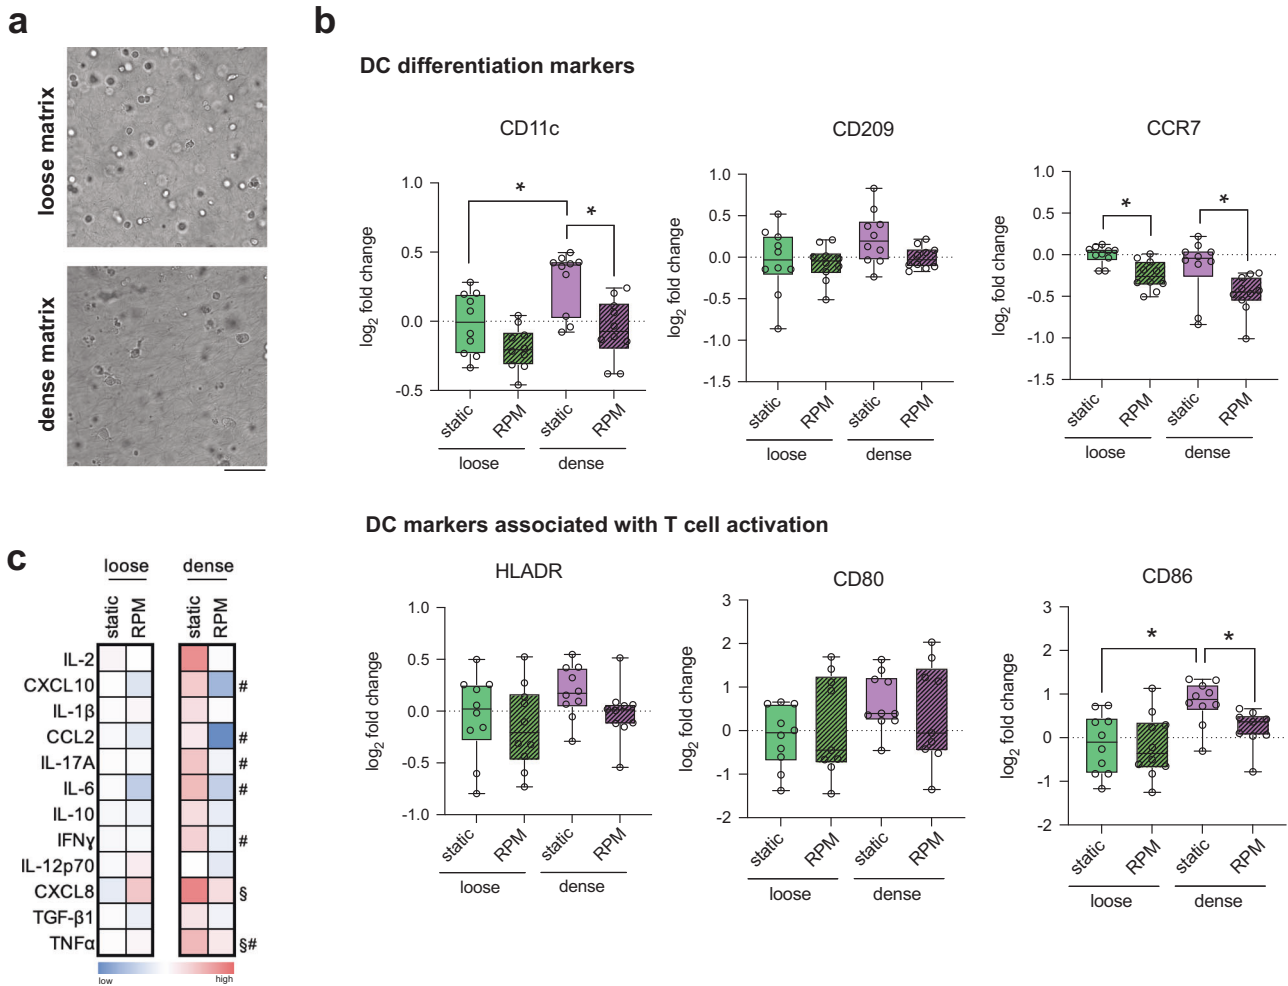 a
b
loose matrix
dense matrix
DC differentiation markers
CD11c
log2 fold change
1.0
0.5
0.0
-0.5
*
*
static
RPM
static
RPM
loose
dense
CD209
log2 fold change
1.0
0.5
0.0
-0.5
-1.0
-1.5
static
RPM
static
RPM
loose
dense
CCR7
log2 fold change
1.0
0.5
0.0
-0.5
-1.0
-1.5
*
*
static
RPM
static
RPM
loose
dense
DC markers associated with T cell activation
HLADR
log2 fold change
1.0
0.5
0.0
-0.5
-1.0
static
RPM
static
RPM
loose
dense
CD80
log2 fold change
3
2
1
0
-1
-2
static
RPM
static
RPM
loose
dense
CD86
log2 fold change
3
2
1
0
-1
-2
*
*
static
RPM
static
RPM
loose
dense
c
loose dense
static RPM static RPM
IL-2
CXCL10 #
IL-1β
CCL2 #
IL-17A #
IL-6 #
IL-10
IFNγ #
IL-12p70
CXCL8 §
TGF-β1
TNFα §#
low high